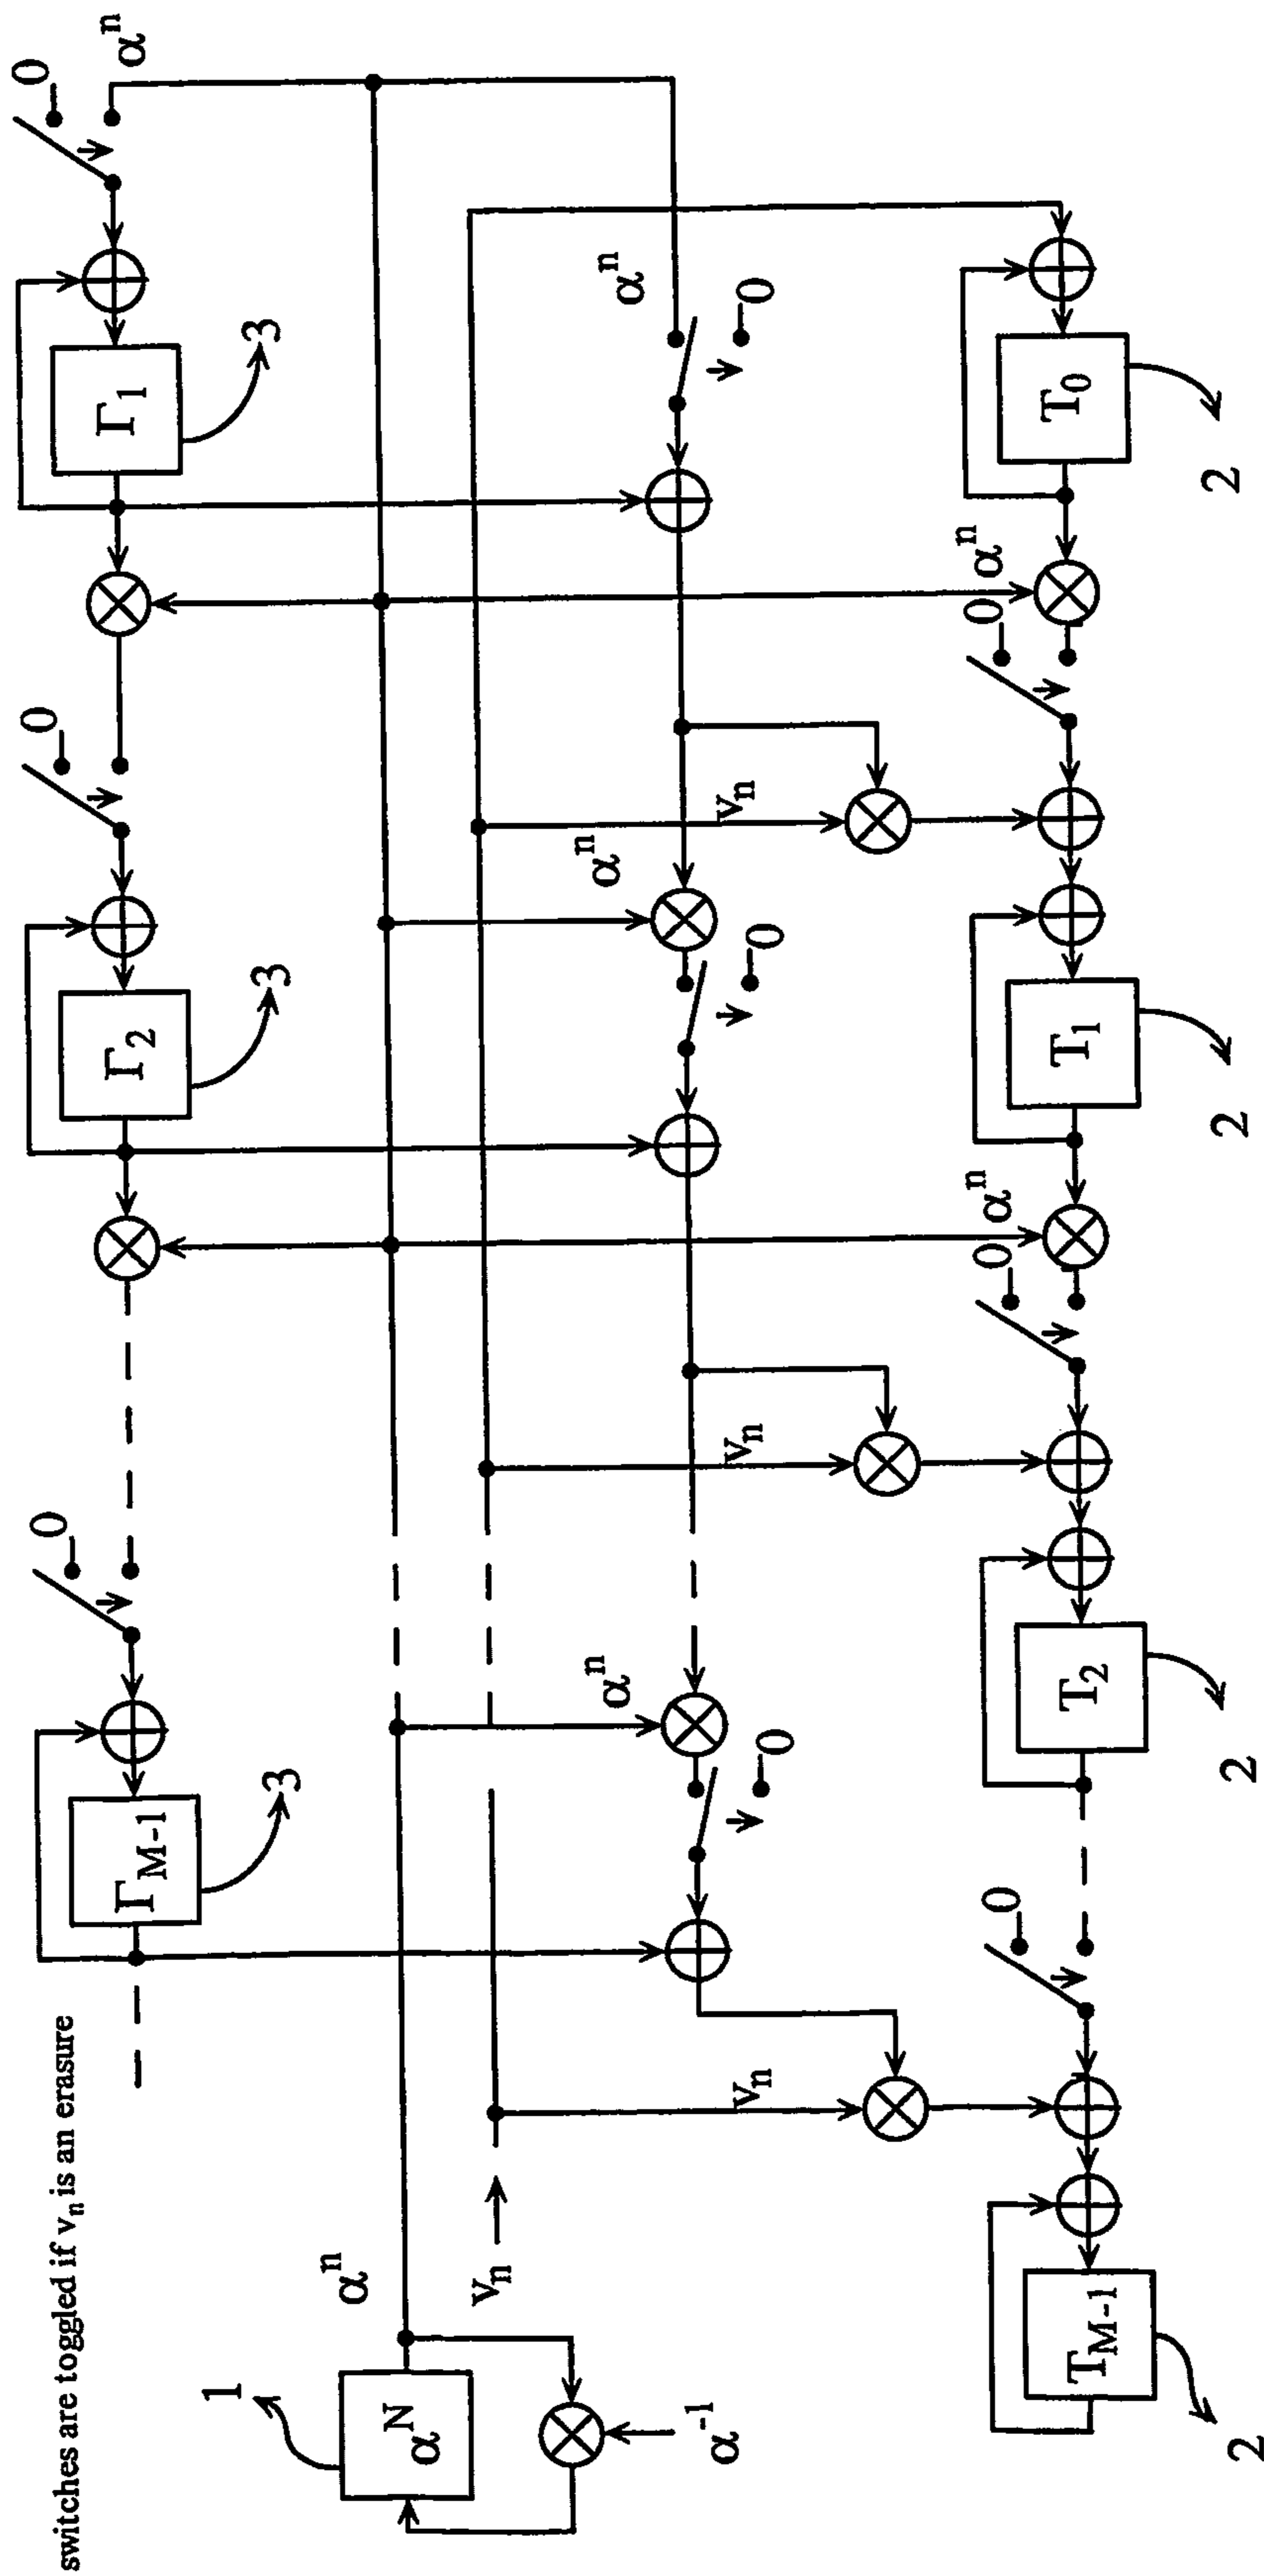 switches are toggled if vₙ is an erasure
0
0
0
Γ_{M-1}
Γ₂
Γ₁
αⁿ
1
3
3
3
αⁿ
α^N
vₙ
αⁿ
αⁿ
αⁿ
α⁻¹
vₙ
vₙ
vₙ
0
0
0
0
0
αⁿ
0
αⁿ
T_{M-1}
T₂
T₁
T₀
2
2
2
2